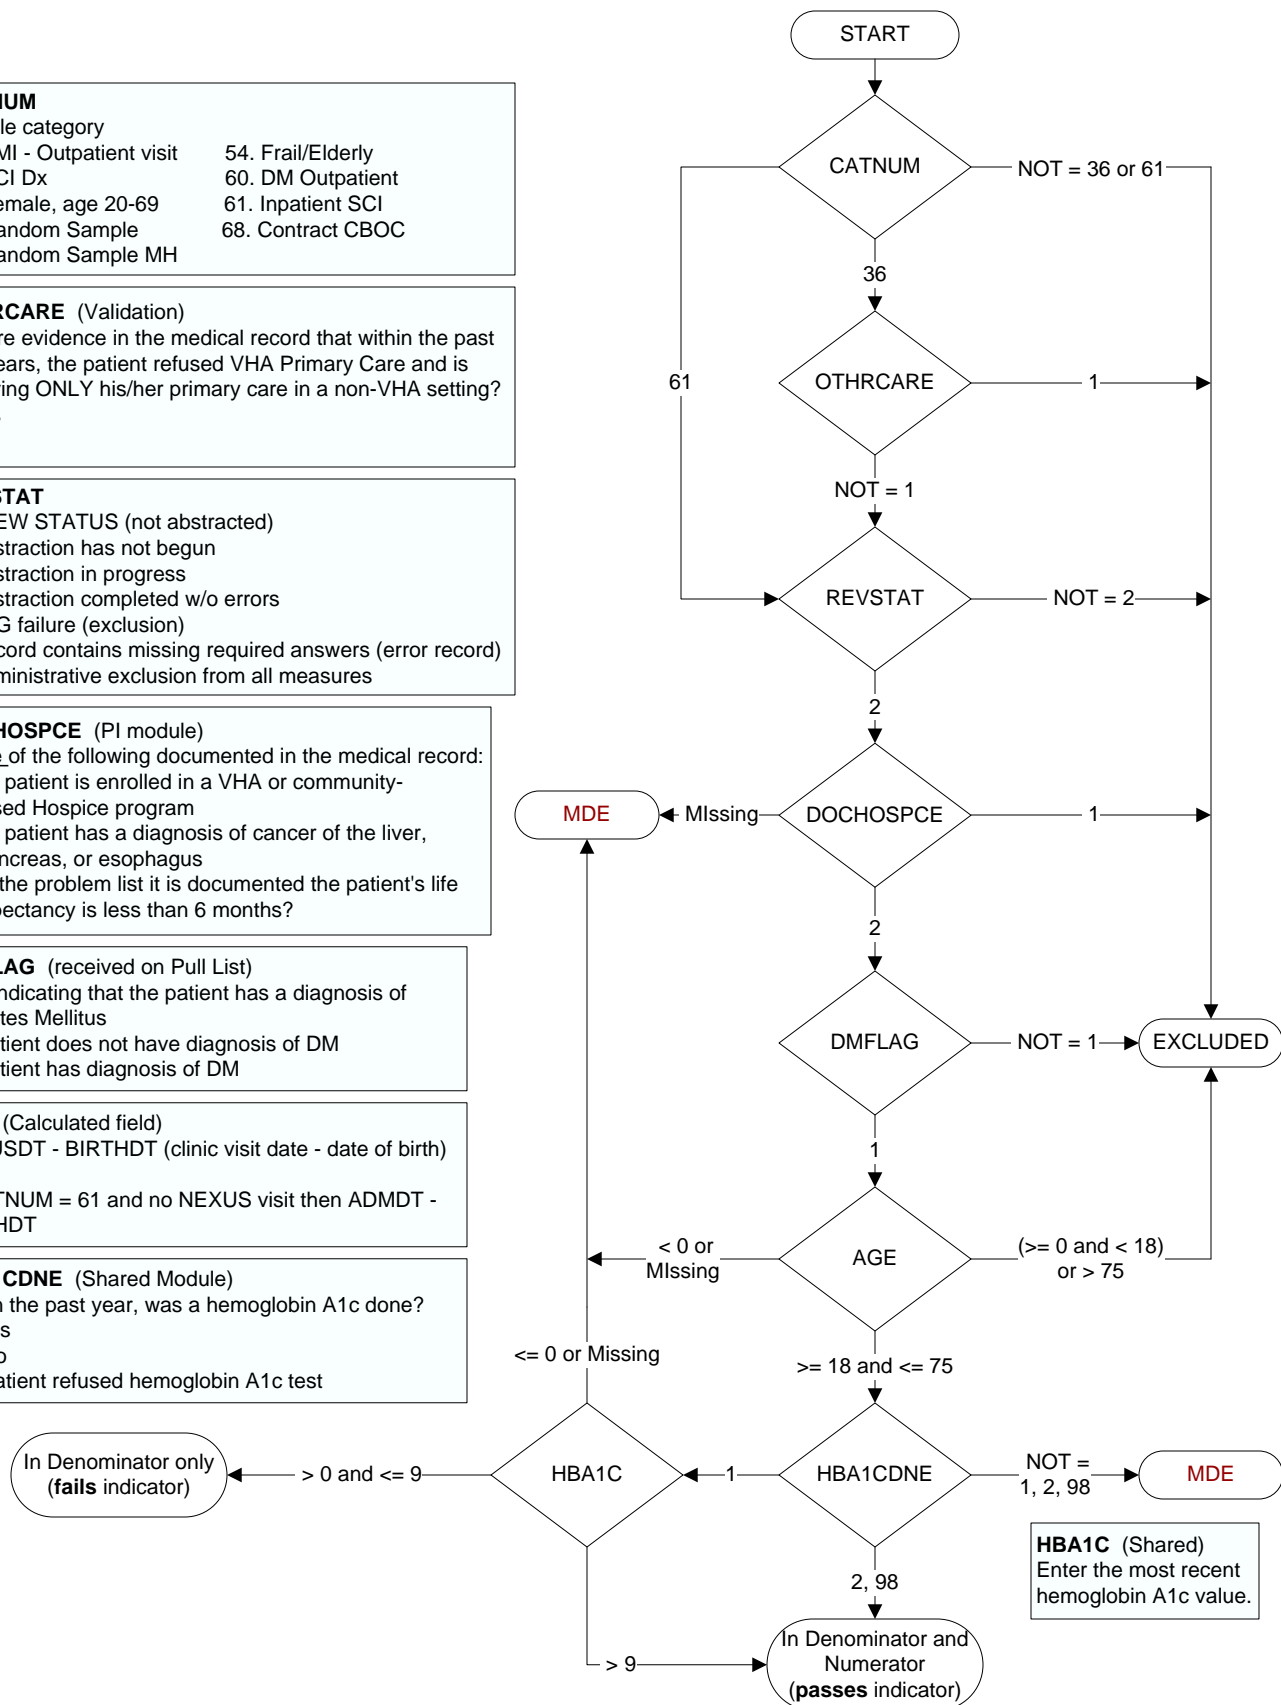 START
NUM
le category
MI - Outpatient visit 54. Frail/Elderly
CI Dx 60. DM Outpatient
emale, age 20-69 61. Inpatient SCI
andom Sample 68. Contract CBOC
andom Sample MH
CATNUM
NOT = 36 or 61
36
RCARE (Validation)
re evidence in the medical record that within the past
ears, the patient refused VHA Primary Care and is
ving ONLY his/her primary care in a non-VHA setting?
61
OTHRCARE
1
NOT = 1
STAT
EW STATUS (not abstracted)
straction has not begun
straction in progress
straction completed w/o errors
G failure (exclusion)
cord contains missing required answers (error record)
ministrative exclusion from all measures
REVSTAT
NOT = 2
2
HOSPCE (PI module)
e of the following documented in the medical record:
patient is enrolled in a VHA or community-
sed Hospice program
patient has a diagnosis of cancer of the liver,
ncreas, or esophagus
the problem list it is documented the patient's life
pectancy is less than 6 months?
MDE
MIssing
DOCHOSPCE
1
2
LAG (received on Pull List)
ndicating that the patient has a diagnosis of
tes Mellitus
tient does not have diagnosis of DM
tient has diagnosis of DM
DMFLAG
NOT = 1
EXCLUDED
1
(Calculated field)
USDT - BIRTHDT (clinic visit date - date of birth)
TNUM = 61 and no NEXUS visit then ADMDT -
HDT
< 0 or
MIssing
AGE
(>= 0 and < 18)
or > 75
CDNE (Shared Module)
n the past year, was a hemoglobin A1c done?
s
o
atient refused hemoglobin A1c test
<= 0 or Missing
>= 18 and <= 75
In Denominator only
(fails indicator)
> 0 and <= 9
HBA1C
1
HBA1CDNE
NOT =
1, 2, 98
MDE
HBA1C (Shared)
Enter the most recent
hemoglobin A1c value.
2, 98
> 9
In Denominator and
Numerator
(passes indicator)